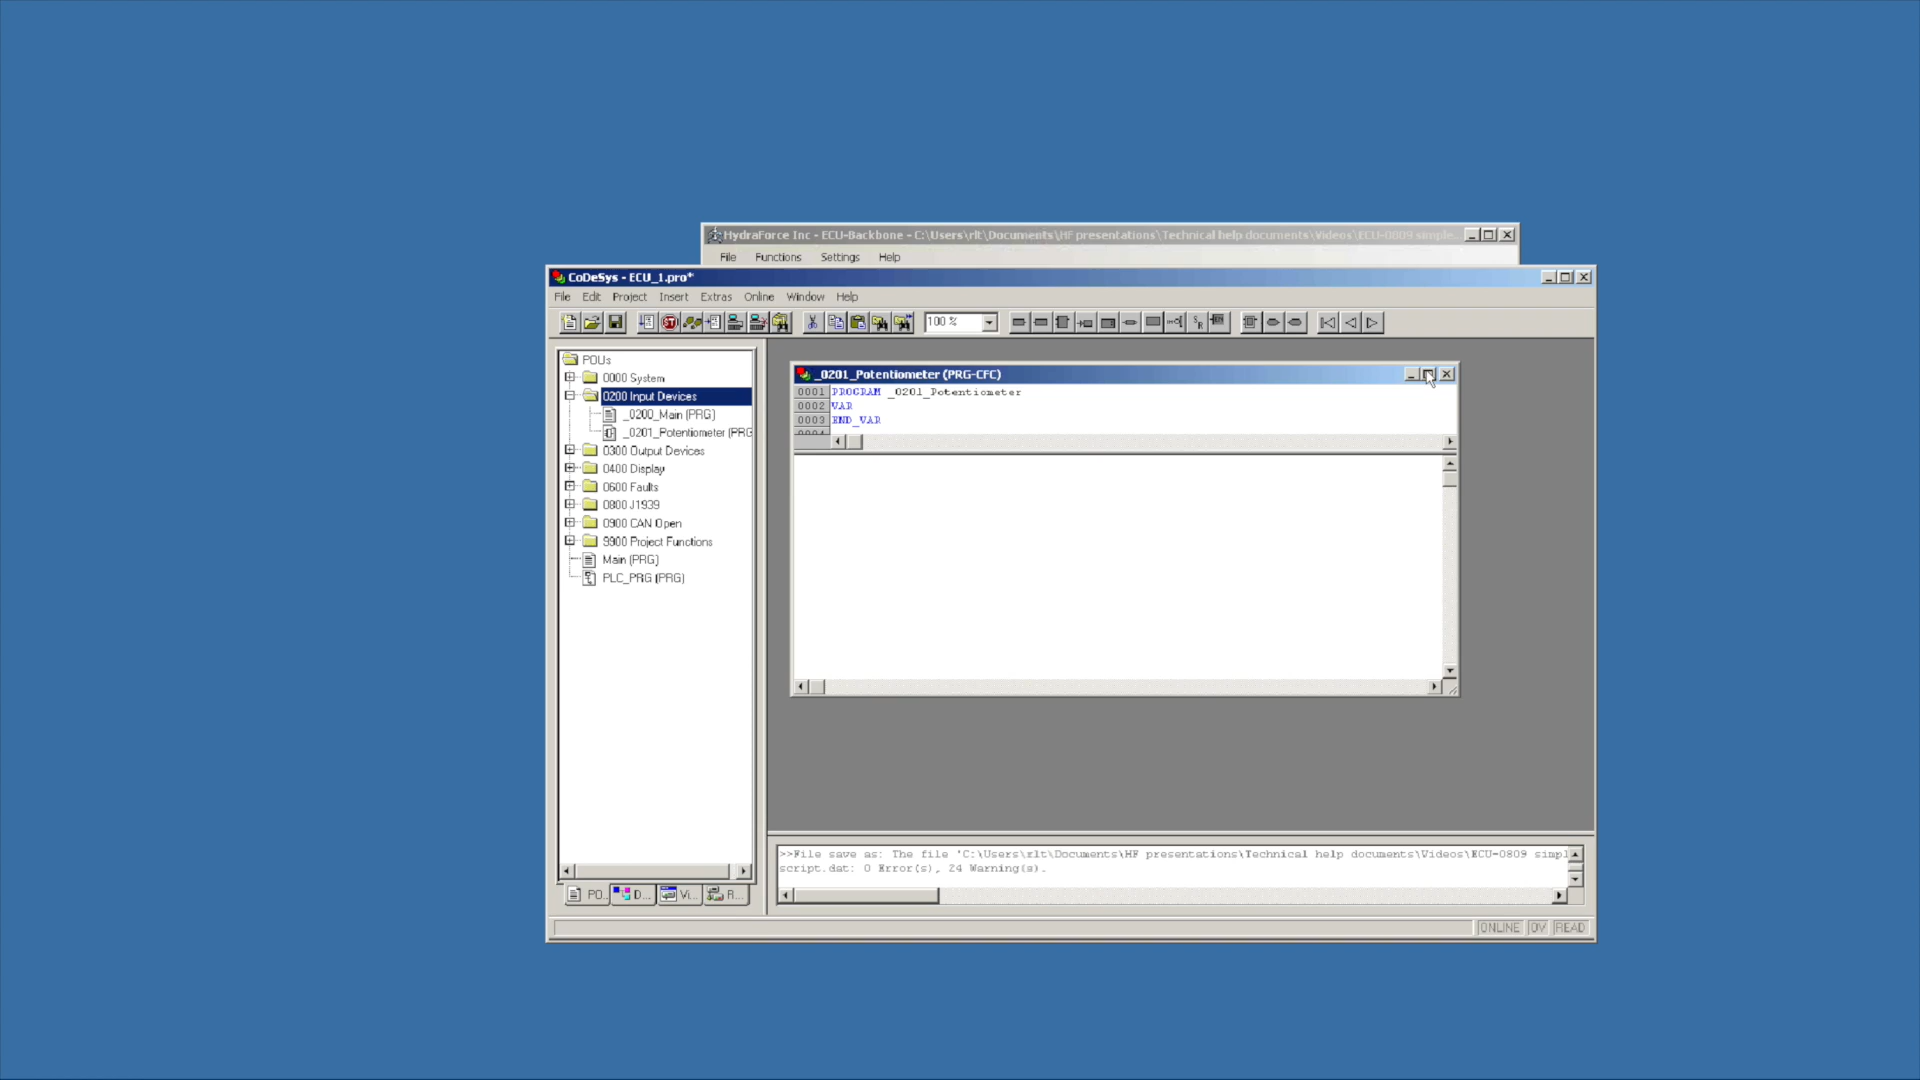 HydraForce Inc - ECU-Backbone - C:\Users\rlt\Documents\HF presentations\Technical help documents\Videos\ECU-0809 simple...
File Functions Settings Help
CoDeSys - ECU_1.pro*
File Edit Project Insert Extras Online Window Help
100 %
POUs
0000 System
0200 Input Devices
_0200_Main (PRG)
_0201_Potentiometer (PRG
0300 Output Devices
0400 Display
0600 Faults
0800 J1939
0900 CAN Open
9900 Project Functions
Main (PRG)
PLC_PRG (PRG)
PO.. D... Vi... R...
_0201_Potentiometer (PRG-CFC)
0001 PROGRAM _0201_Potentiometer
0002 VAR
0003 END_VAR
0004
>>File save as: The file 'C:\Users\rlt\Documents\HF presentations\Technical help documents\Videos\ECU-0809 simpl
script.dat: 0 Error(s), 24 Warning(s).
ONLINE OV READ